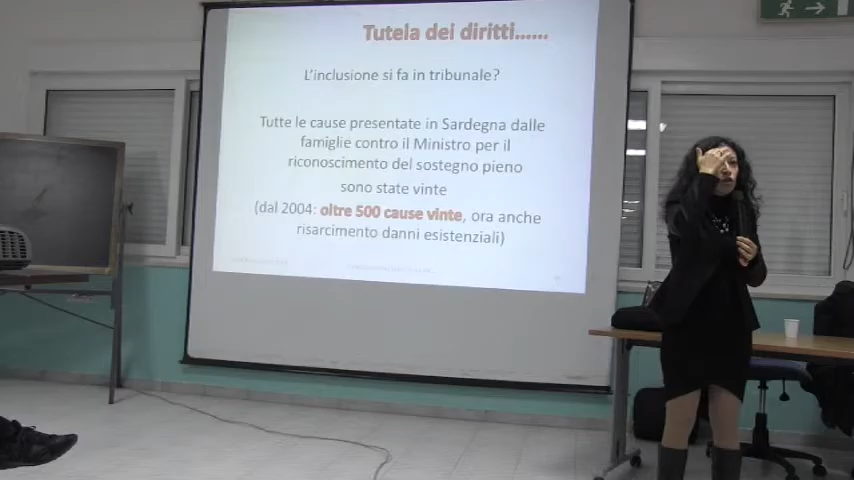 Tutela dei diritti......
L'inclusione si fa in tribunale?
Tutte le cause presentate in Sardegna dalle
famiglie contro il Ministro per il
riconoscimento del sostegno pieno
sono state vinte
(dal 2004: oltre 500 cause vinte, ora anche
risarcimento danni esistenziali)